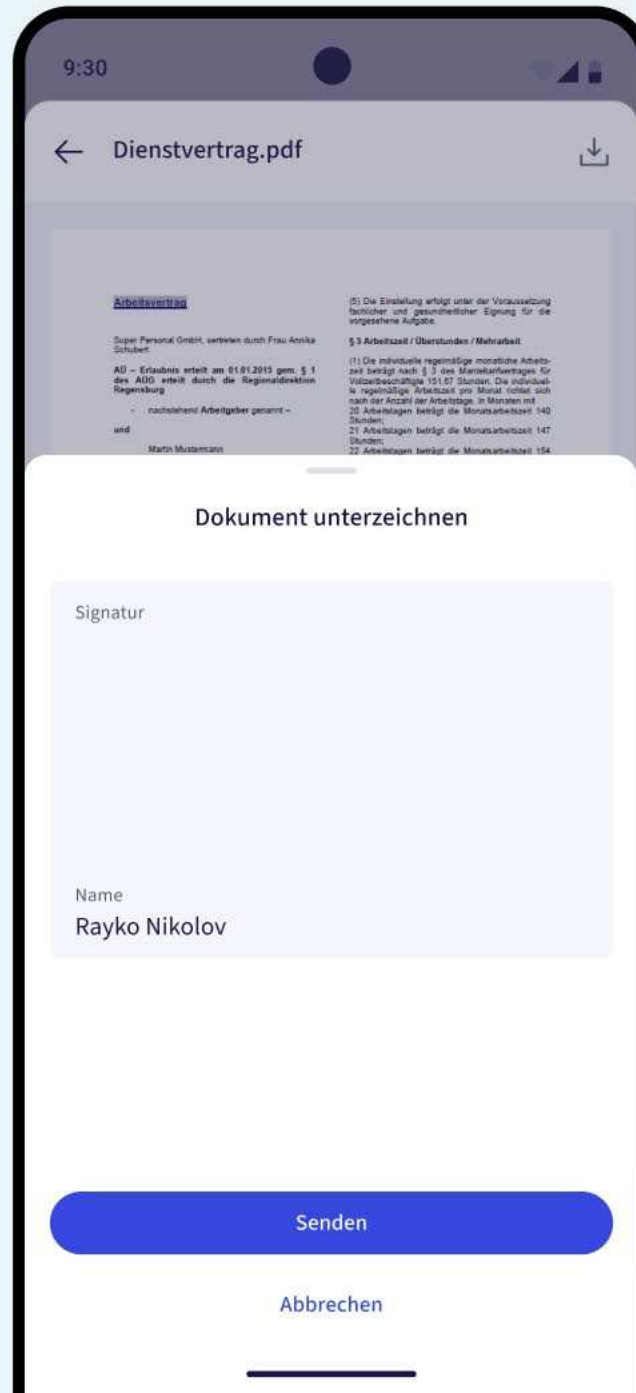 9:30
Dienstvertrag.pdf
Arbeitsvertrag
Super Personal GmbH, vertreten durch Frau Annika
Schubert
AÜ – Erlaubnis erteilt am 01.01.2015 gem. § 1
des AÜG erteilt durch die Regionaldirektion
Regensburg
- nachstehend Arbeitgeber genannt –
und
Martin Mustermann
(5) Die Einstellung erfolgt unter der Voraussetzung
fachlicher und gesundheitlicher Eignung für die
vorgesehene Aufgabe.
§ 3 Arbeitszeit / Überstunden / Mehrarbeit
(1) Die individuelle regelmäßige monatliche Arbeits-
zeit beträgt nach § 3 des Manteltarifvertrages für
Vollzeitbeschäftigte 151,67 Stunden. Die individuel-
le regelmäßige Arbeitszeit pro Monat richtet sich
nach der Anzahl der Arbeitstage. In Monaten mit
20 Arbeitstagen beträgt die Monatsarbeitszeit 140
Stunden;
21 Arbeitstagen beträgt die Monatsarbeitszeit 147
Stunden;
22 Arbeitstagen beträgt die Monatsarbeitszeit 154
Dokument unterzeichnen
Signatur
Name
Rayko Nikolov
Senden
Abbrechen